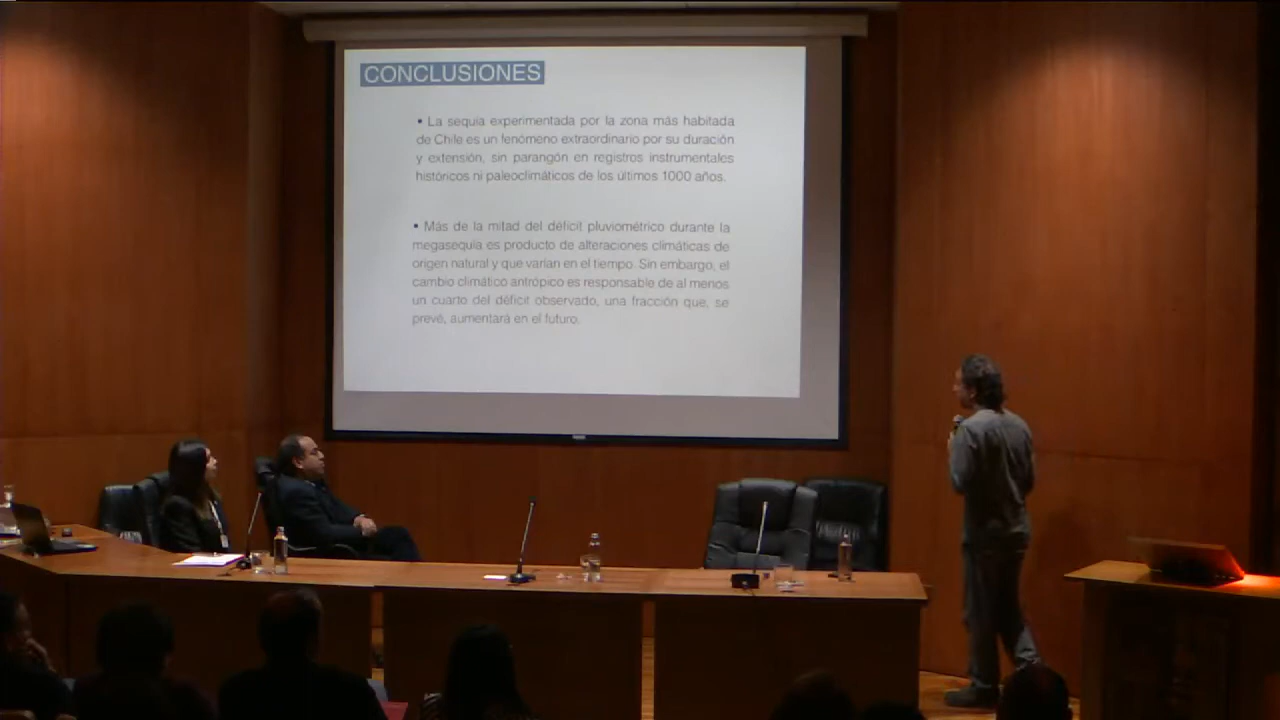 CONCLUSIONES
• La sequía experimentada por la zona más habitada
de Chile es un fenómeno extraordinario por su duración
y extensión, sin parangón en registros instrumentales
históricos ni paleoclimáticos de los últimos 1000 años.
• Más de la mitad del déficit pluviométrico durante la
megasequía es producto de alteraciones climáticas de
origen natural y que varían en el tiempo. Sin embargo, el
cambio climático antrópico es responsable de al menos
un cuarto del déficit observado, una fracción que, se
prevé, aumentará en el futuro.